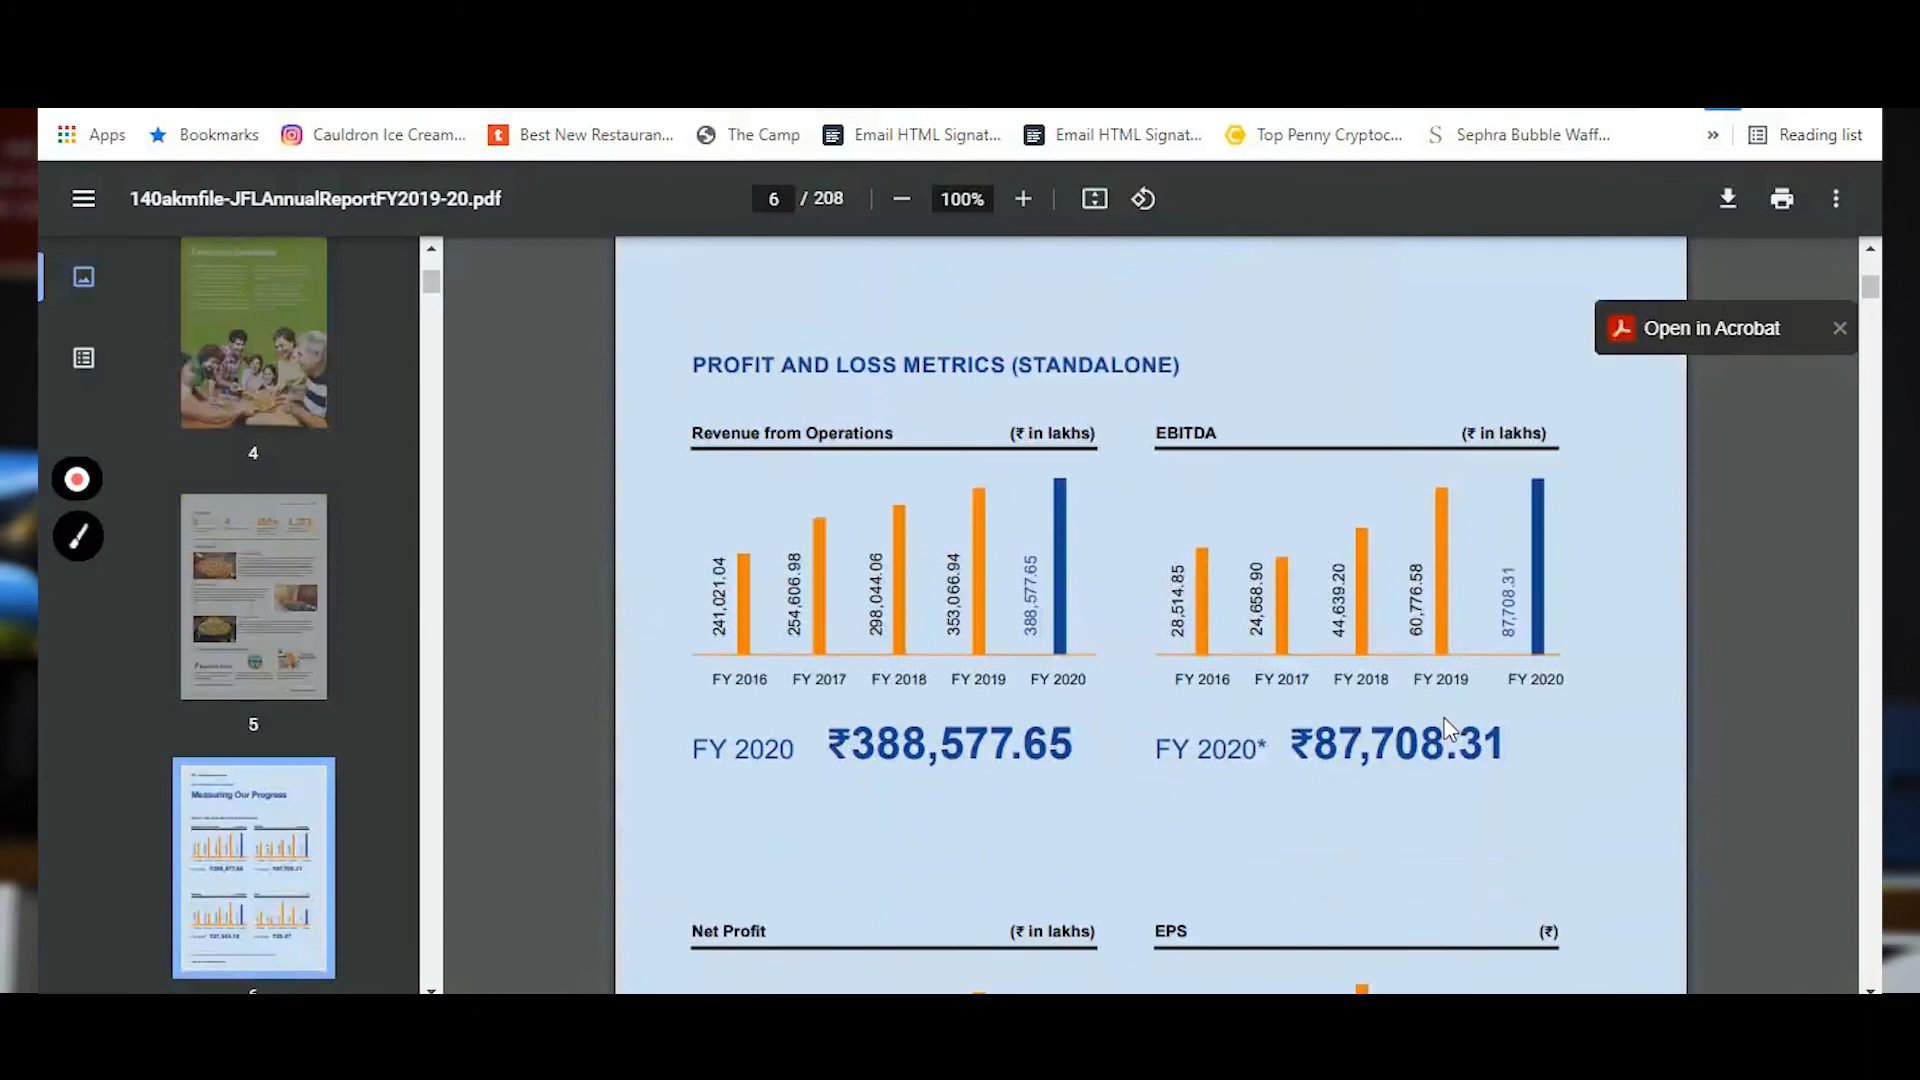 Apps Bookmarks Cauldron Ice Cream... Best New Restauran... The Camp Email HTML Signat... Email HTML Signat... Top Penny Cryptoc... Sephra Bubble Waff... » Reading list
140akmfile-JFLAnnualReportFY2019-20.pdf 6 / 208 — 100% +
Open in Acrobat ×
4
5
Measuring Our Progress
PROFIT AND LOSS METRICS (STANDALONE)
Revenue from Operations (₹ in lakhs)
241,021.04 254,606.98 298,044.06 353,066.94 388,577.65
FY 2016 FY 2017 FY 2018 FY 2019 FY 2020
FY 2020 ₹388,577.65
EBITDA (₹ in lakhs)
28,514.85 24,658.90 44,639.20 60,776.58 87,708.31
FY 2016 FY 2017 FY 2018 FY 2019 FY 2020
FY 2020* ₹87,708.31
Net Profit (₹ in lakhs)
EPS (₹)